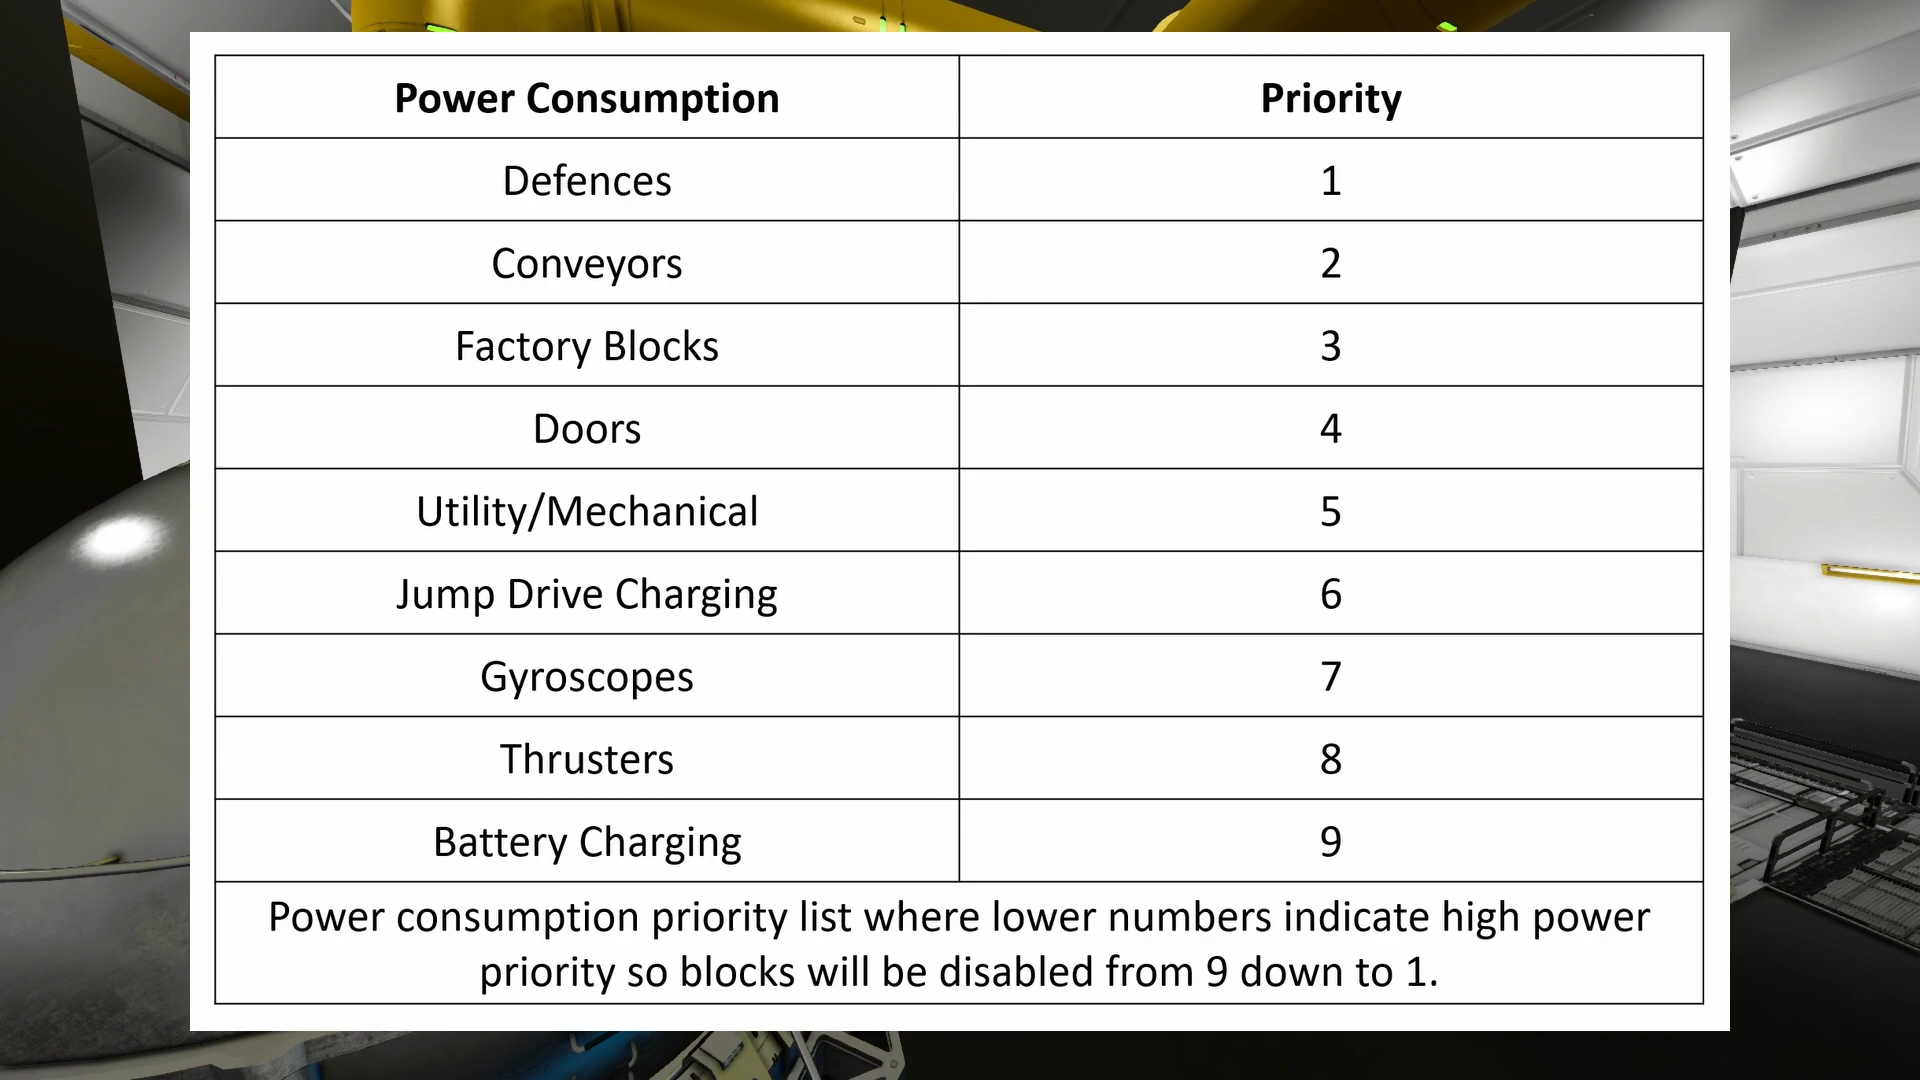 Power Consumption Priority
Defences 1
Conveyors 2
Factory Blocks 3
Doors 4
Utility/Mechanical 5
Jump Drive Charging 6
Gyroscopes 7
Thrusters 8
Battery Charging 9
Power consumption priority list where lower numbers indicate high power
priority so blocks will be disabled from 9 down to 1.